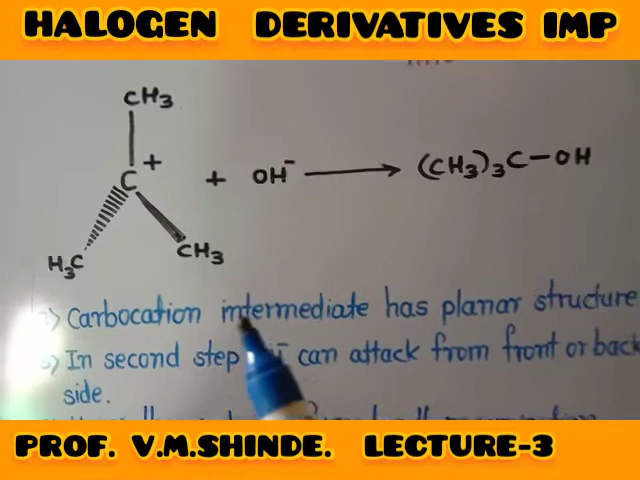 HALOGEN DERIVATIVES IMP
CH3
C+ + OH⁻ → (CH3)3C-OH
H3C CH3
Carbocation intermediate has planar structure
In second step can attack from front or back
side.
PROF. V.M.SHINDE. LECTURE-3